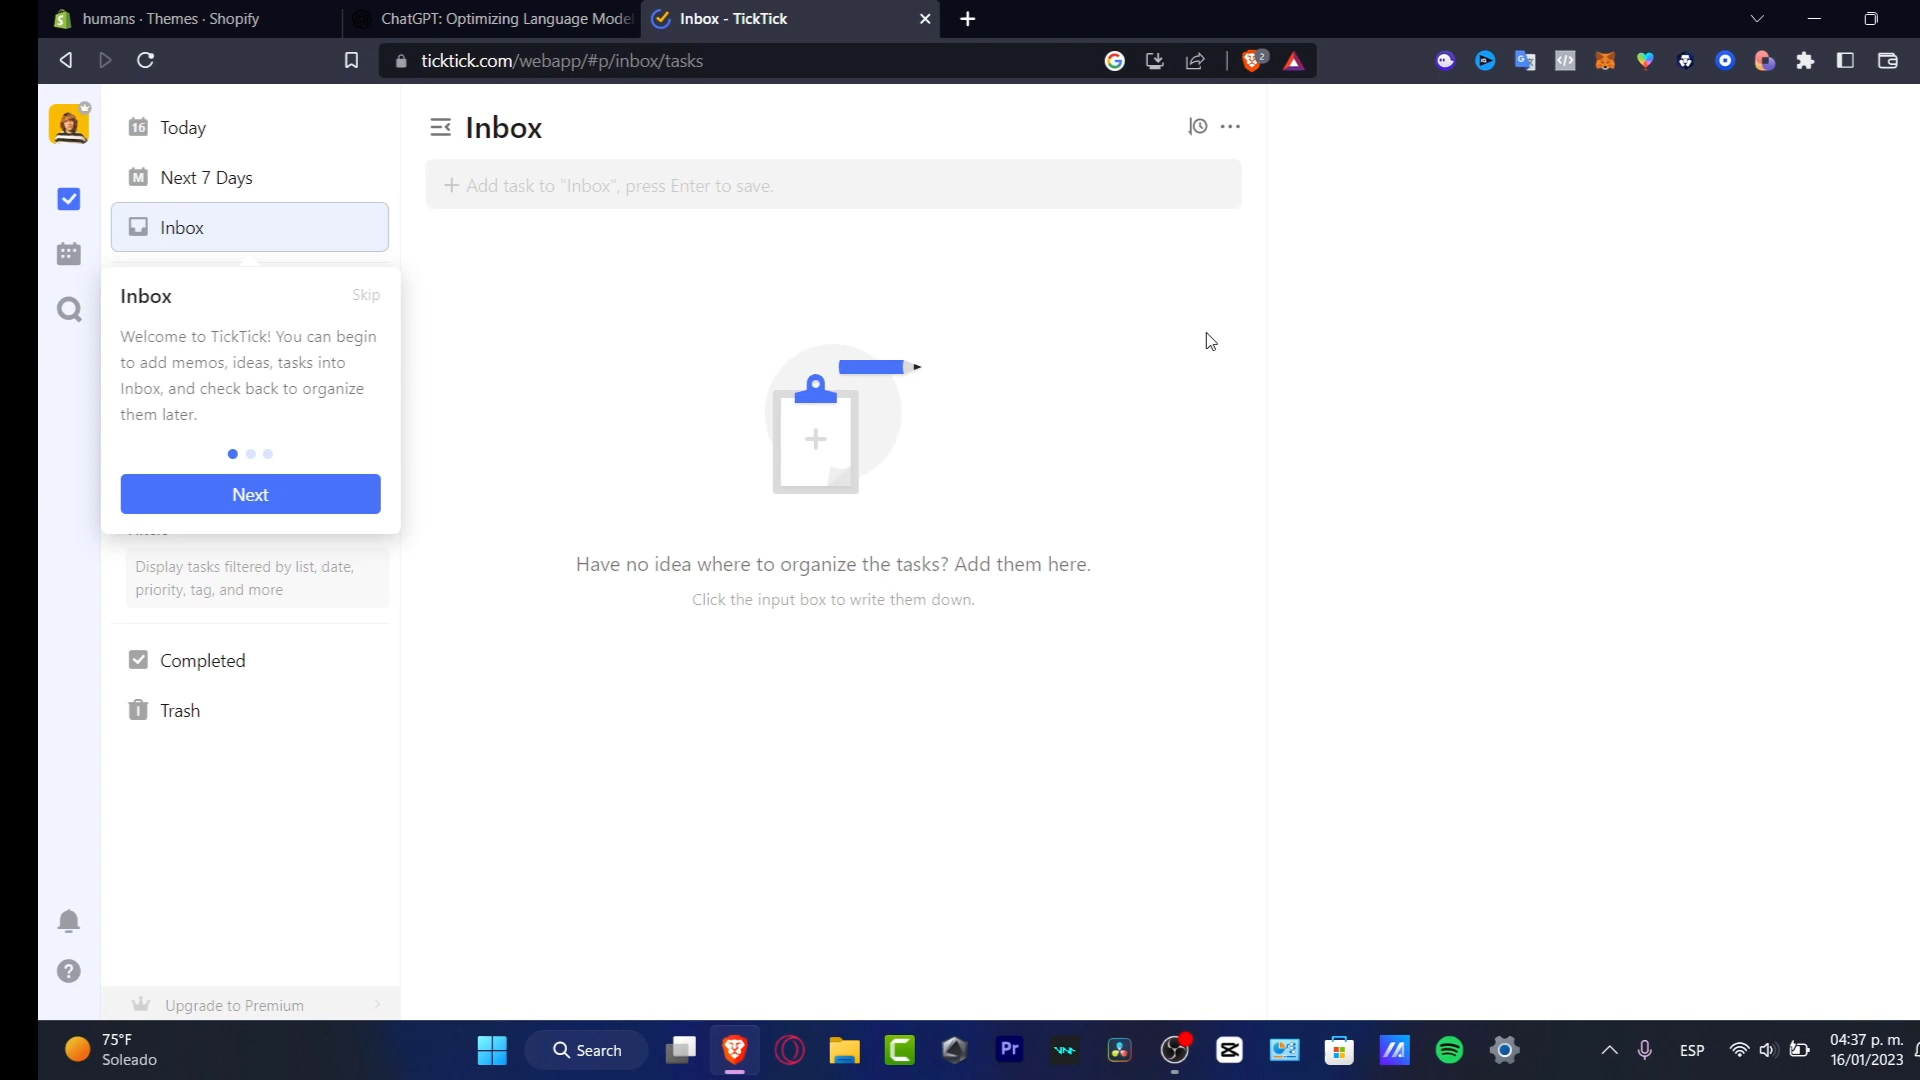 humans · Themes · Shopify
ChatGPT: Optimizing Language Model
Inbox - TickTick
ticktick.com/webapp/#p/inbox/tasks
2
16 Today
M Next 7 Days
Inbox
Inbox
Skip
Welcome to TickTick! You can begin
to add memos, ideas, tasks into
Inbox, and check back to organize
them later.
Next
Display tasks filtered by list, date,
priority, tag, and more
Completed
Trash
Upgrade to Premium
Inbox
+ Add task to "Inbox", press Enter to save.
Have no idea where to organize the tasks? Add them here.
Click the input box to write them down.
75°F
Soleado
Search
Pr
ESP
04:37 p. m.
16/01/2023